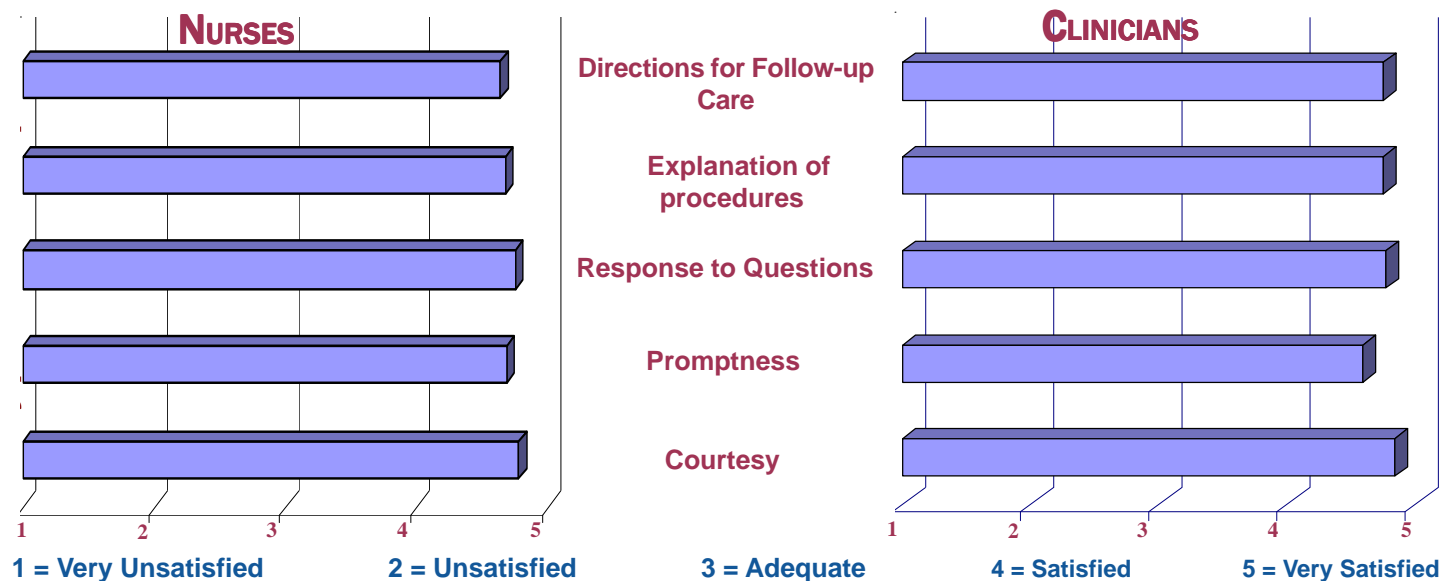 NURSES
CLINICIANS
Directions for Follow-up
Care
Explanation of
procedures
Response to Questions
Promptness
Courtesy
1 2 3 4 5
1 2 3 4 5
1 = Very Unsatisfied 2 = Unsatisfied 3 = Adequate 4 = Satisfied 5 = Very Satisfied